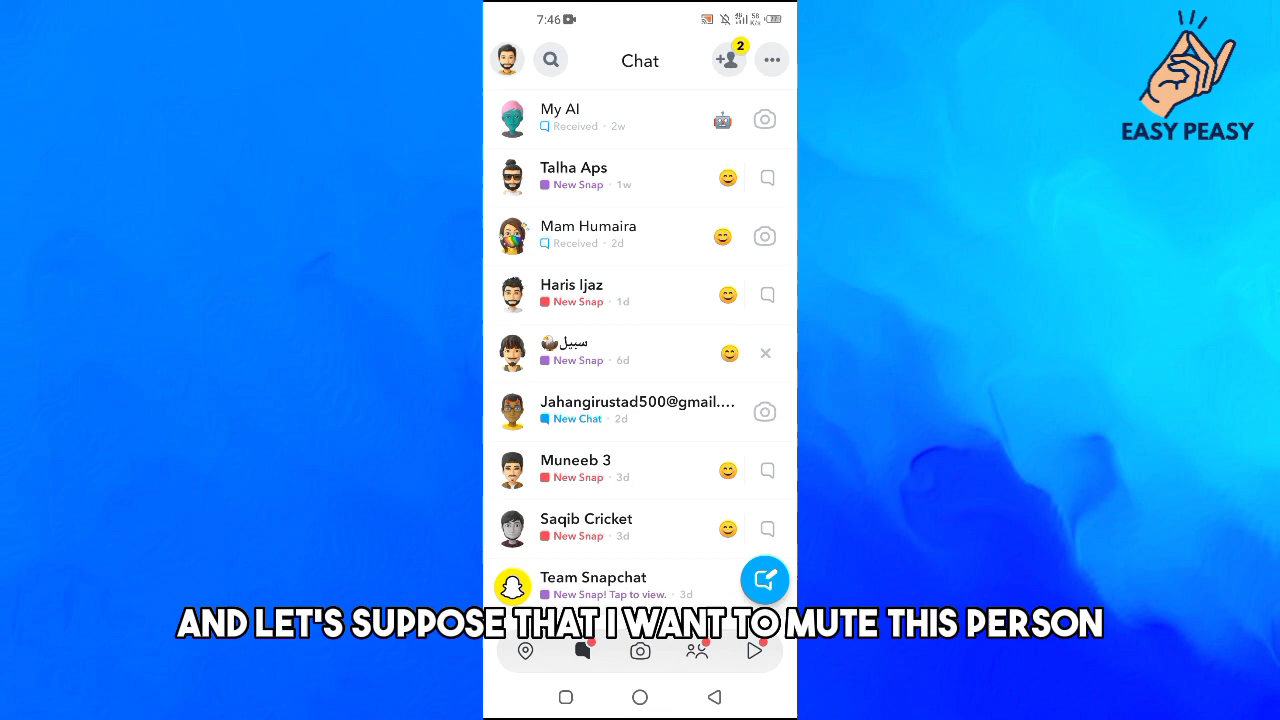 7:46
58
K/s
77
2
Chat
EASY PEASY
My AI
Received · 2w
Talha Aps
New Snap · 1w
Mam Humaira
Received · 2d
Haris Ijaz
New Snap · 1d
سبيل
New Snap · 6d
Jahangirustad500@gmail....
New Chat · 2d
Muneeb 3
New Snap · 3d
Saqib Cricket
New Snap · 3d
Team Snapchat
New Snap! Tap to view. · 3d
AND LET'S SUPPOSE THAT I WANT TO MUTE THIS PERSON